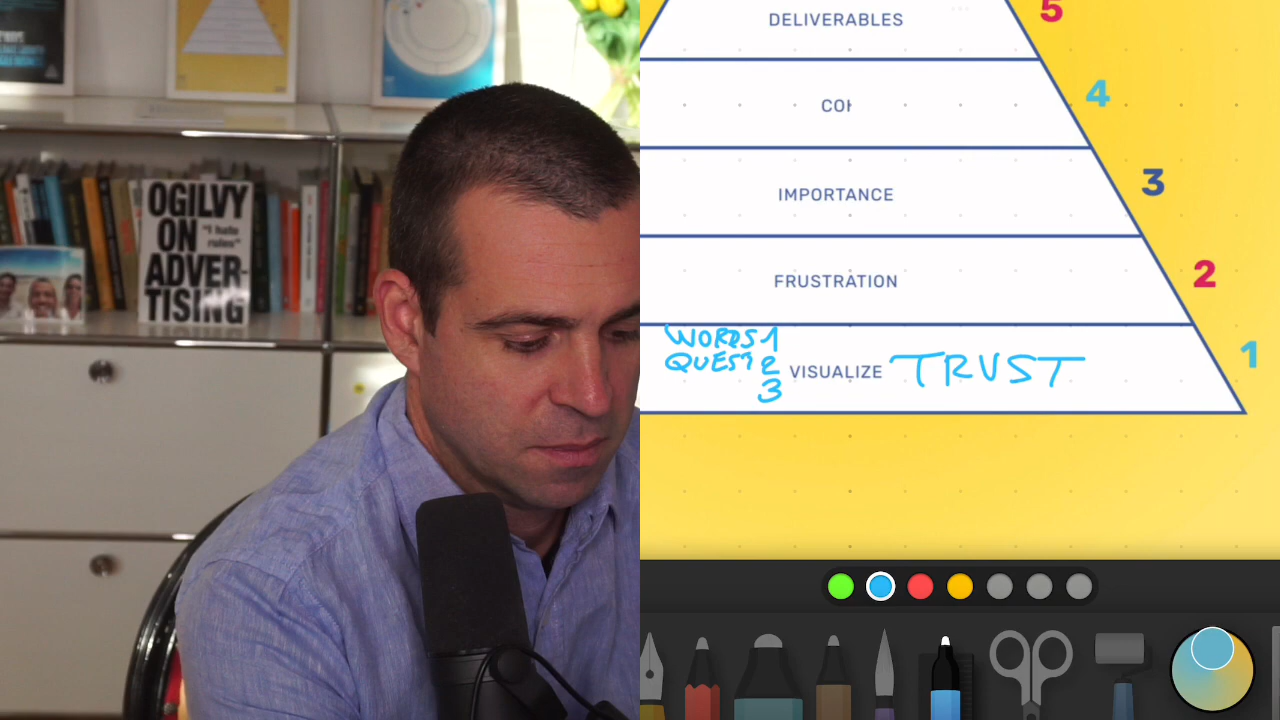 OGILVY
ON "I hate
rules"
ADVER-
TISING
DELIVERABLES
5
4
IMPORTANCE
3
FRUSTRATION
2
WORDS 1
QUEST? 2
3
VISUALIZE TRUST
1